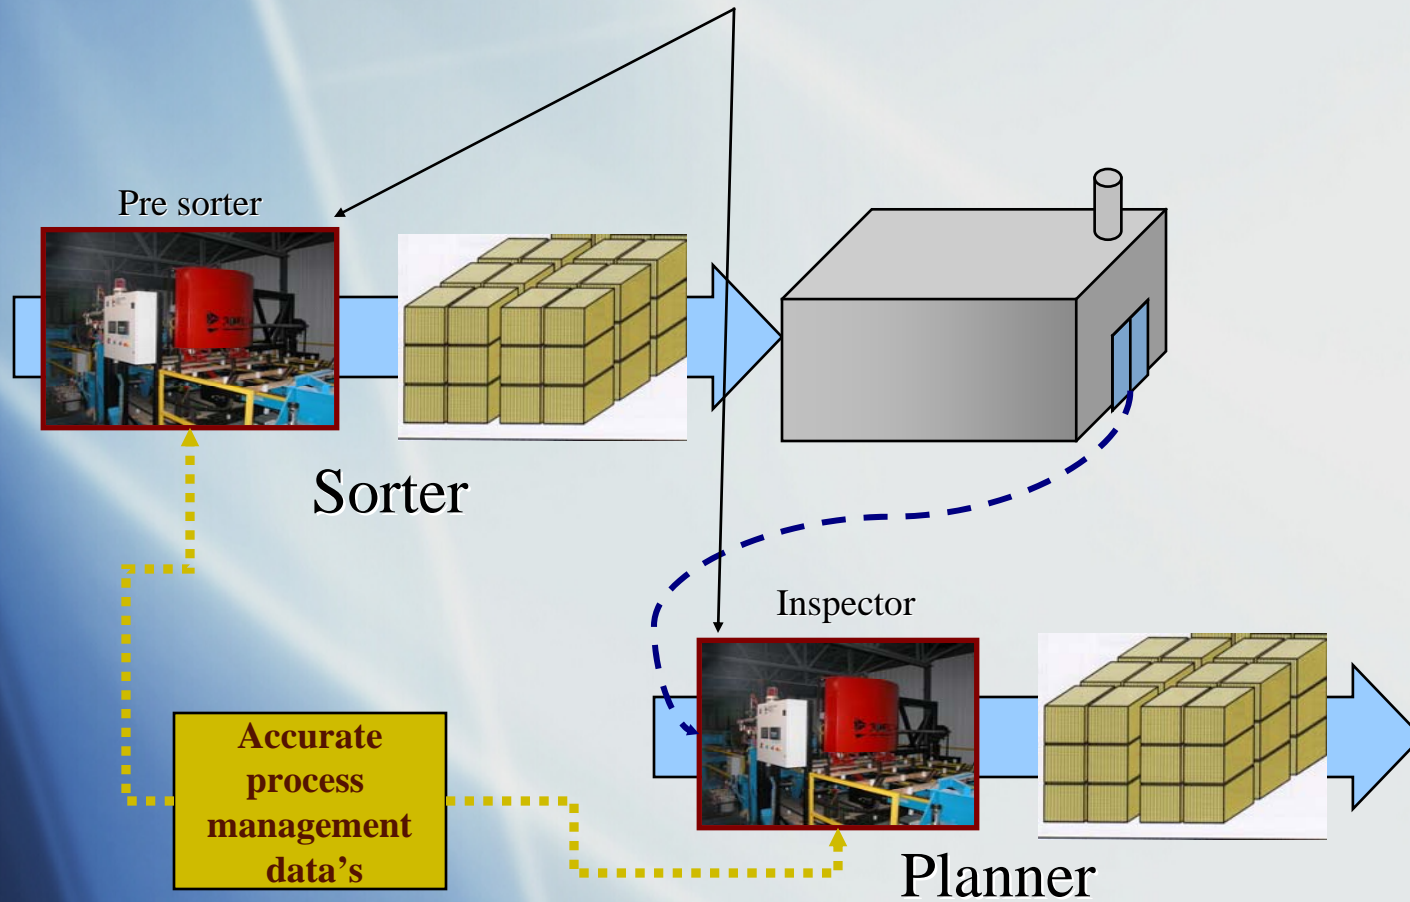 Pre sorter
Sorter
Inspector
Accurate
process
management
data’s
Planner